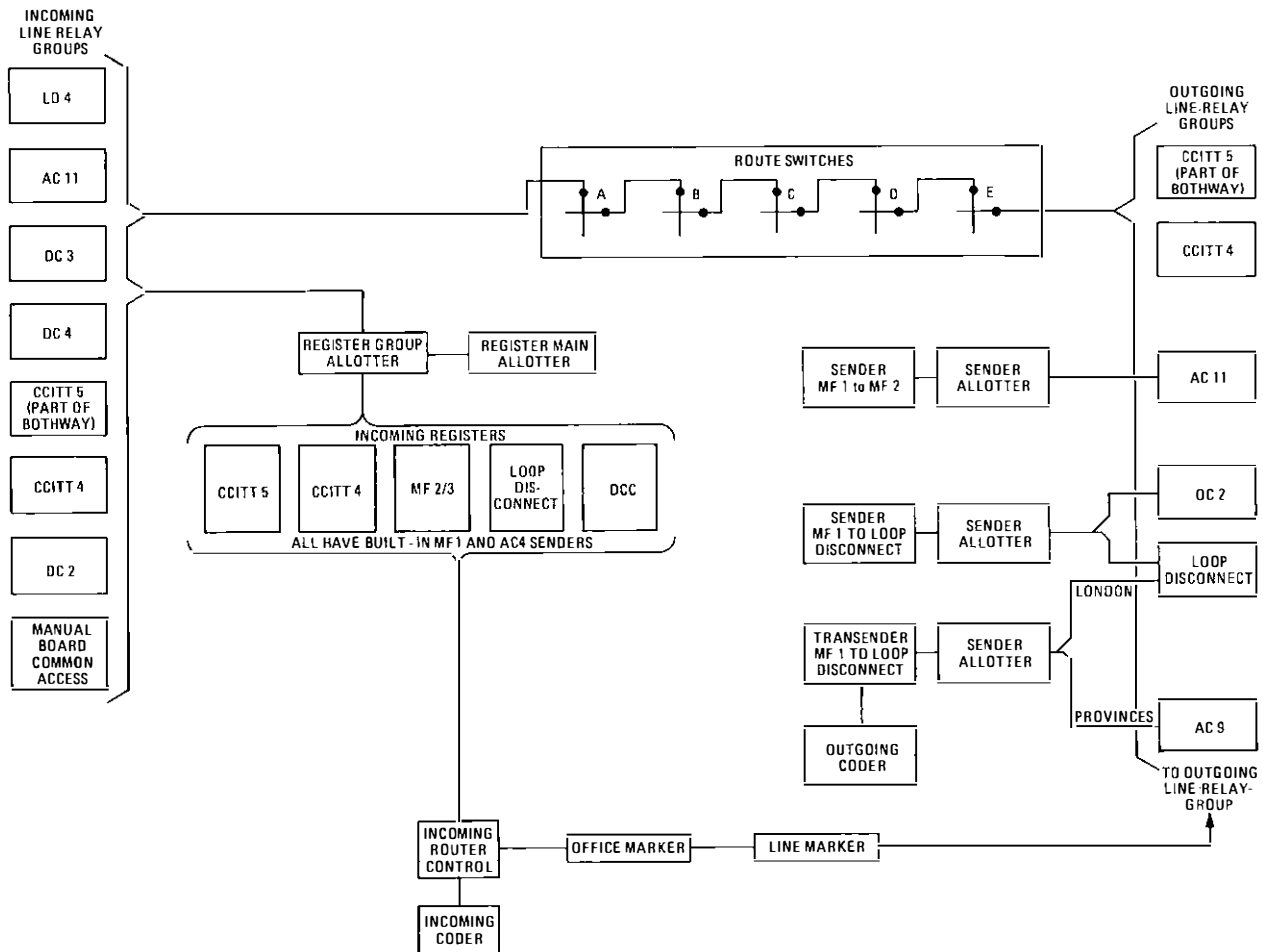 INCOMING
LINE RELAY
GROUPS
LD 4
AC 11
DC 3
DC 4
CCITT 5
(PART OF
BOTHWAY)
CCITT 4
DC 2
MANUAL
BOARD
COMMON
ACCESS
ROUTE SWITCHES
A
B
C
D
E
REGISTER GROUP
ALLOTTER
REGISTER MAIN
ALLOTTER
INCOMING REGISTERS
CCITT 5
CCITT 4
MF 2/3
LOOP
DIS-
CONNECT
DCC
ALL HAVE BUILT - IN MF1 AND AC4 SENDERS
INCOMING
ROUTER
CONTROL
OFFICE MARKER
LINE MARKER
INCOMING
CODER
SENDER
MF 1 to MF 2
SENDER
ALLOTTER
SENDER
MF 1 TO LOOP
DISCONNECT
SENDER
ALLOTTER
TRANSENDER
MF 1 TO LOOP
DISCONNECT
SENDER
ALLOTTER
OUTGOING
CODER
LONDON
PROVINCES
OUTGOING
LINE-RELAY
GROUPS
CCITT 5
(PART OF
BOTHWAY)
CCITT 4
AC 11
OC 2
LOOP
DISCONNECT
AC 9
TO OUTGOING
LINE-RELAY-
GROUP